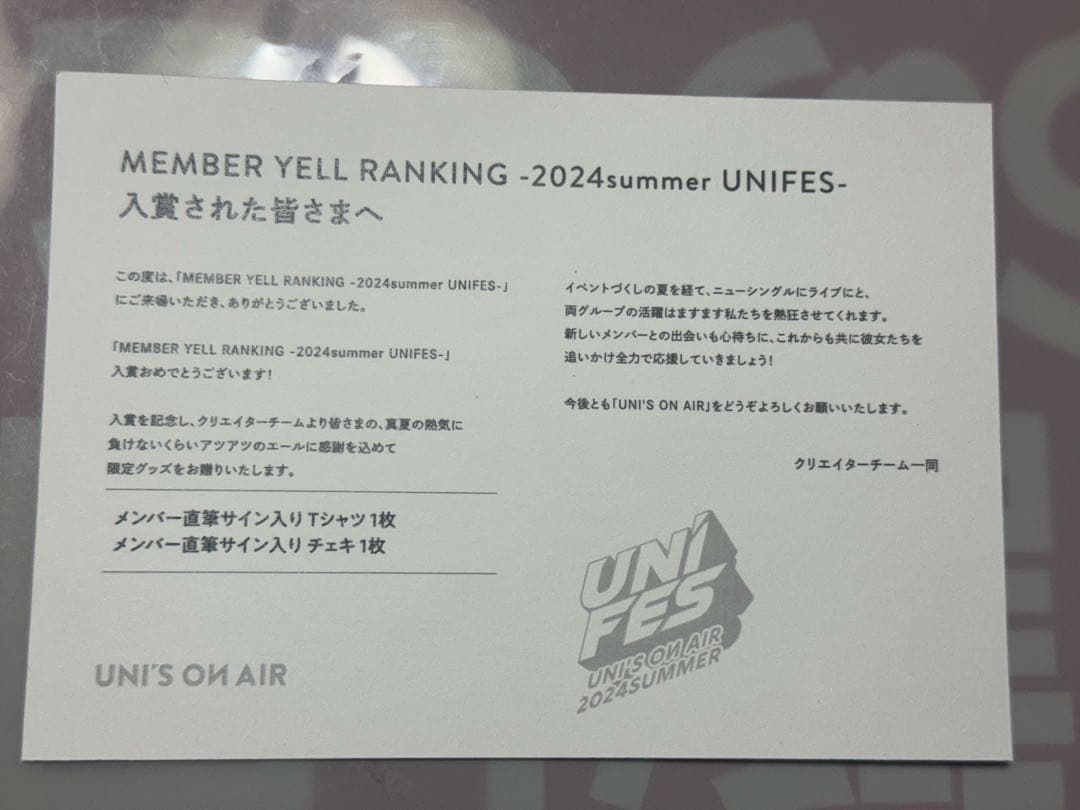 MEMBER YELL RANKING -2024summer UNIFES-
入賞された皆さまへ
この度は、「MEMBER YELL RANKING -2024summer UNIFES-」
にご来場いただき、ありがとうございました。
「MEMBER YELL RANKING -2024summer UNIFES-」
入賞おめでとうございます!
入賞を記念し、クリエイターチームより皆さまの、真夏の熱気に
負けないくらいアツアツのエールに感謝を込めて
限定グッズをお贈りいたします。
メンバー直筆サイン入り Tシャツ 1枚
メンバー直筆サイン入り チェキ 1枚
UNI'S ON AIR
イベントづくしの夏を経て、ニューシングルにライブにと、
両グループの活躍はますます私たちを熱狂させてくれます。
新しいメンバーとの出会いも心待ちに、これからも共に彼女たちを
追いかけ全力で応援していきましょう!
今後とも「UNI'S ON AIR」をどうぞよろしくお願いいたします。
クリエイターチーム一同
UNI
FES
UNI'S ON AIR
2024SUMMER